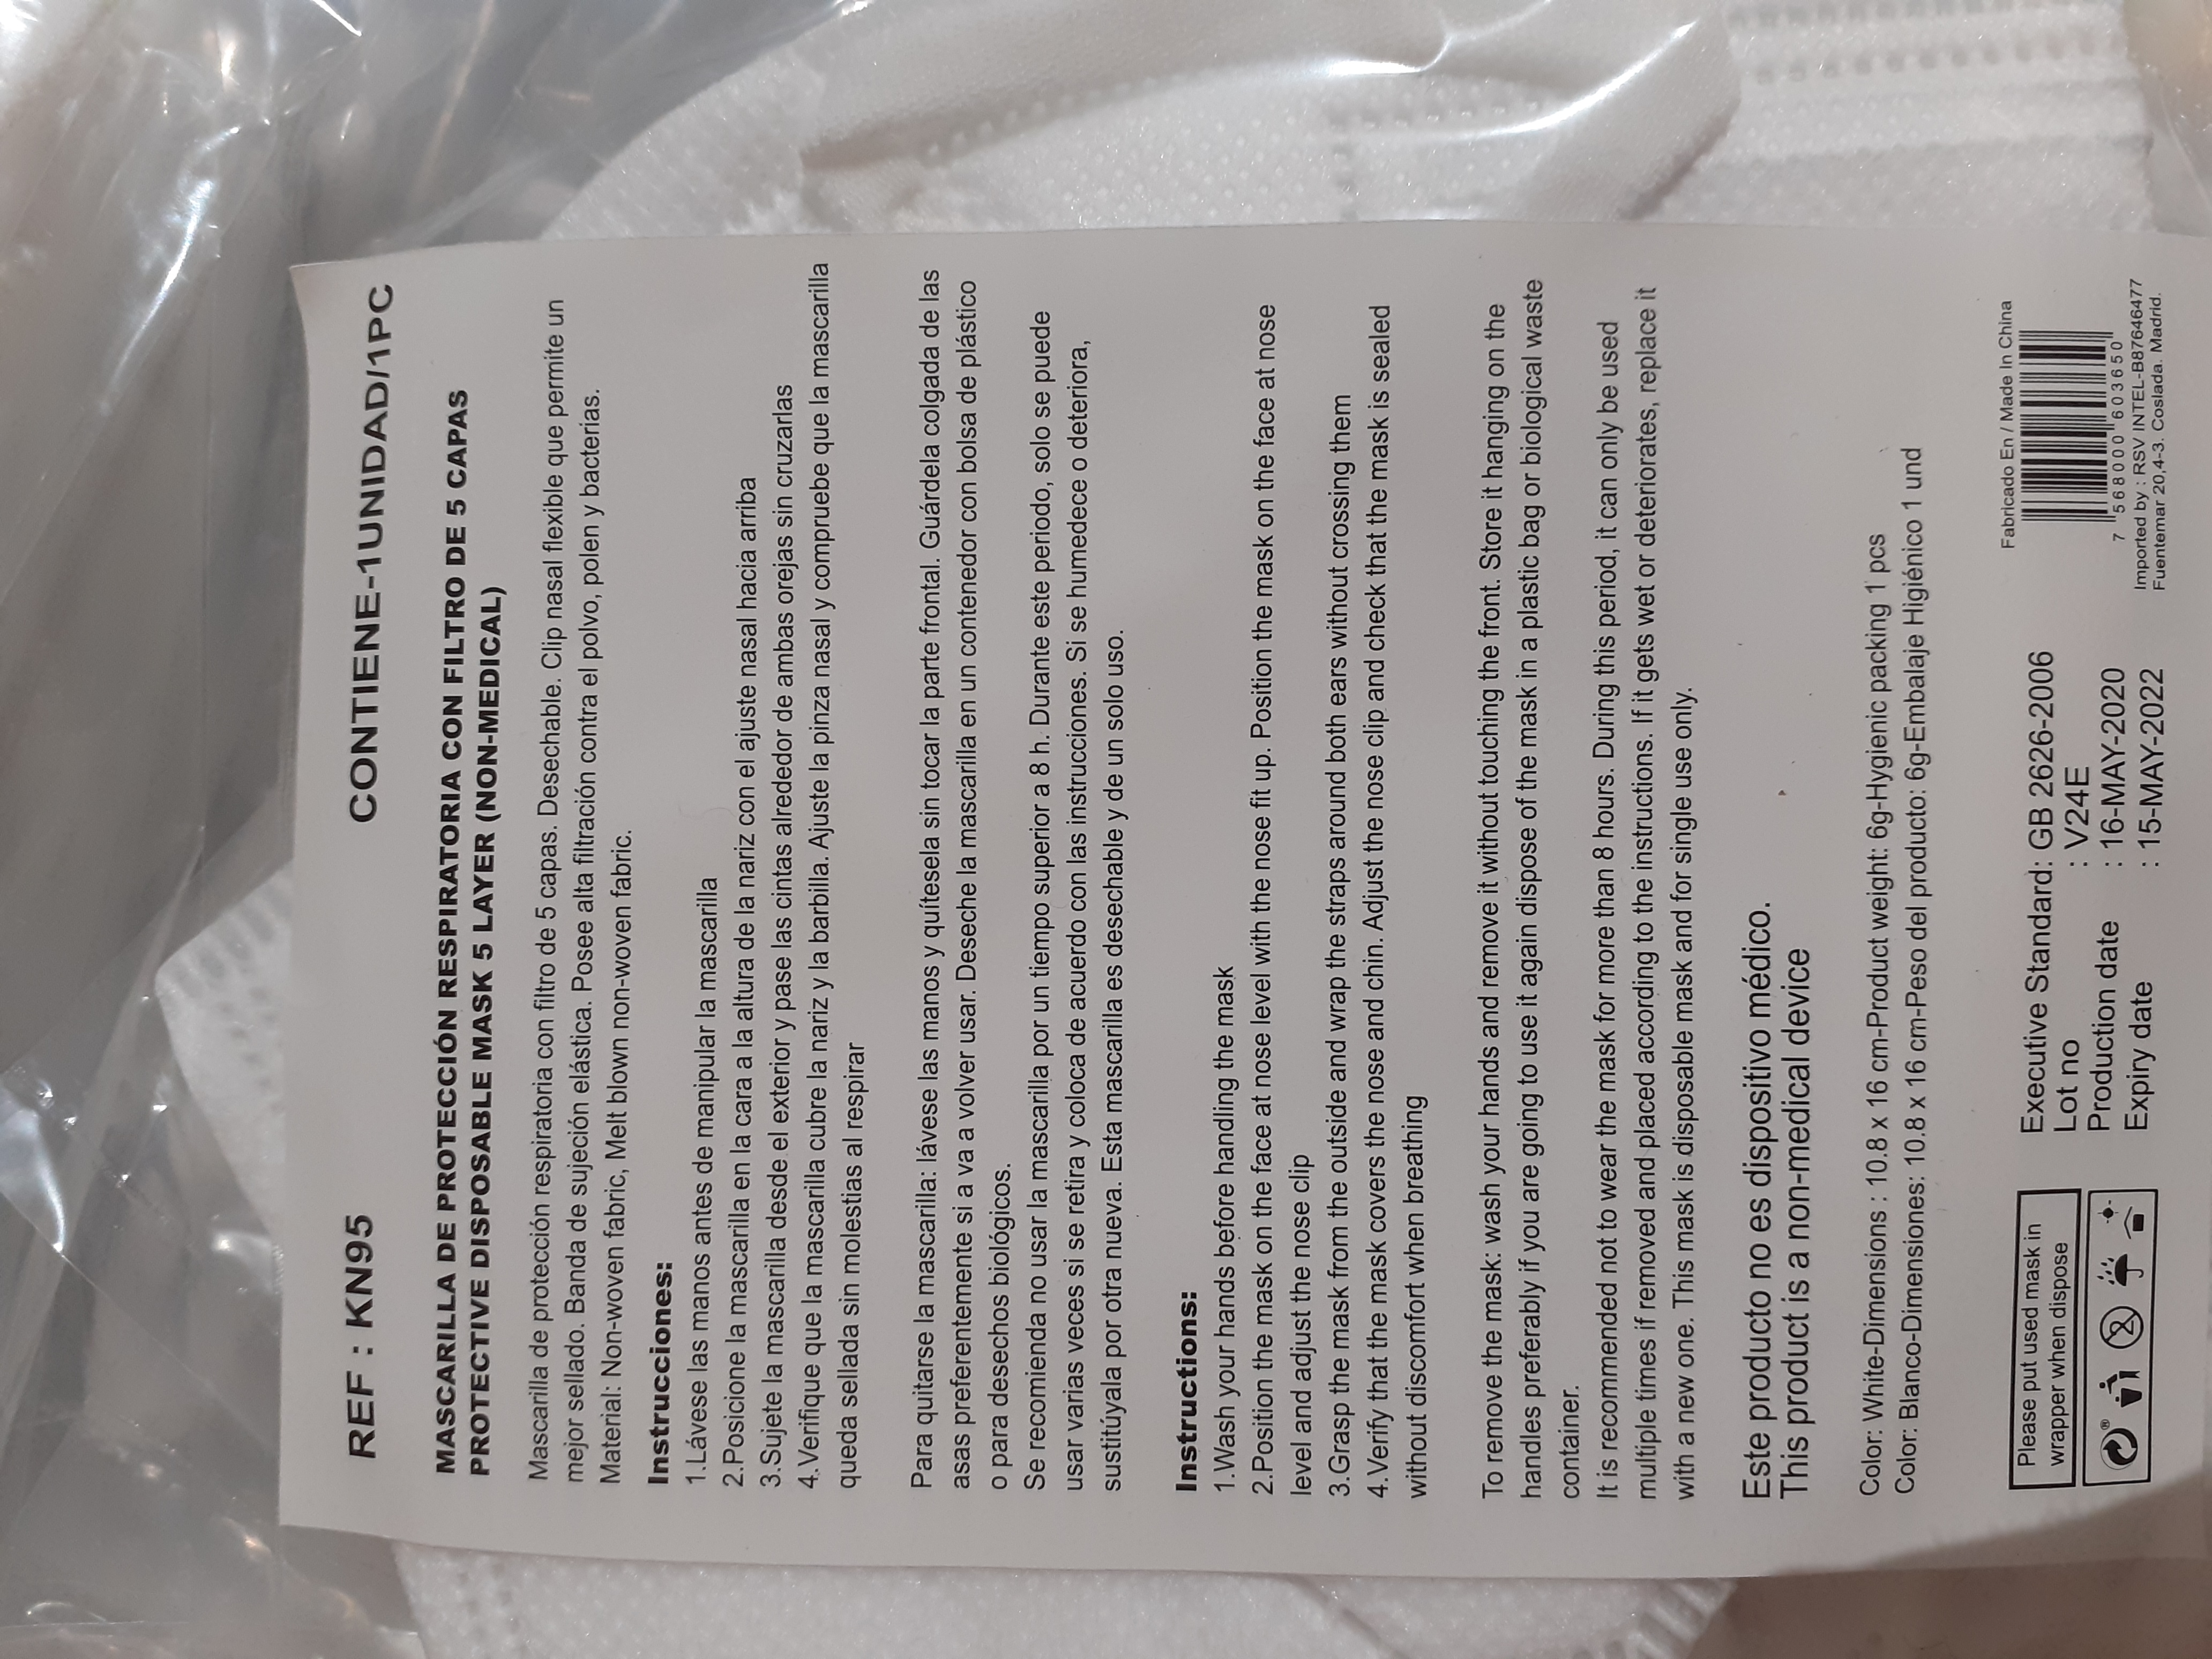 REF : KN95
CONTIENE-1UNIDAD/1PC
MASCARILLA DE PROTECCIÓN RESPIRATORIA CON FILTRO DE 5 CAPAS
PROTECTIVE DISPOSABLE MASK 5 LAYER (NON-MEDICAL)
Mascarilla de protección respiratoria con filtro de 5 capas. Desechable. Clip nasal flexible que permite un
mejor sellado. Banda de sujeción elástica. Posee alta filtración contra el polvo, polen y bacterias.
Material: Non-woven fabric, Melt blown non-woven fabric.
Instrucciones:
1.Lávese las manos antes de manipular la mascarilla
2.Posicione la mascarilla en la cara a la altura de la nariz con el ajuste nasal hacia arriba
3.Sujete la mascarilla desde el exterior y pase las cintas alrededor de ambas orejas sin cruzarlas
4.Verifique que la mascarilla cubre la nariz y la barbilla. Ajuste la pinza nasal y compruebe que la mascarilla
queda sellada sin molestias al respirar
Para quitarse la mascarilla: lávese las manos y quítesela sin tocar la parte frontal. Guárdela colgada de las
asas preferentemente si a va a volver usar. Deseche la mascarilla en un contenedor con bolsa de plástico
o para desechos biológicos.
Se recomienda no usar la mascarilla por un tiempo superior a 8 h. Durante este periodo, solo se puede
usar varias veces si se retira y coloca de acuerdo con las instrucciones. Si se humedece o deteriora,
sustitúyala por otra nueva. Esta mascarilla es desechable y de un solo uso.
Instructions:
1.Wash your hands before handling the mask
2.Position the mask on the face at nose level with the nose fit up. Position the mask on the face at nose
level and adjust the nose clip
3.Grasp the mask from the outside and wrap the straps around both ears without crossing them
4.Verify that the mask covers the nose and chin. Adjust the nose clip and check that the mask is sealed
without discomfort when breathing
To remove the mask: wash your hands and remove it without touching the front. Store it hanging on the
handles preferably if you are going to use it again dispose of the mask in a plastic bag or biological waste
container.
It is recommended not to wear the mask for more than 8 hours. During this period, it can only be used
multiple times if removed and placed according to the instructions. If it gets wet or deteriorates, replace it
with a new one. This mask is disposable mask and for single use only.
Este producto no es dispositivo médico.
This product is a non-medical device
Color: White-Dimensions : 10.8 x 16 cm-Product weight: 6g-Hygienic packing 1 pcs
Color: Blanco-Dimensiones: 10.8 x 16 cm-Peso del producto: 6g-Embalaje Higiénico 1 und
Please put used mask in
wrapper when dispose
®
2
Executive Standard: GB 2626-2006
Lot no : V24E
Production date : 16-MAY-2020
Expiry date : 15-MAY-2022
Fabricado En / Made In China
7 568000 603650
Imported by : RSV INTEL-B87646477
Fuentemar 20,4-3. Coslada. Madrid.